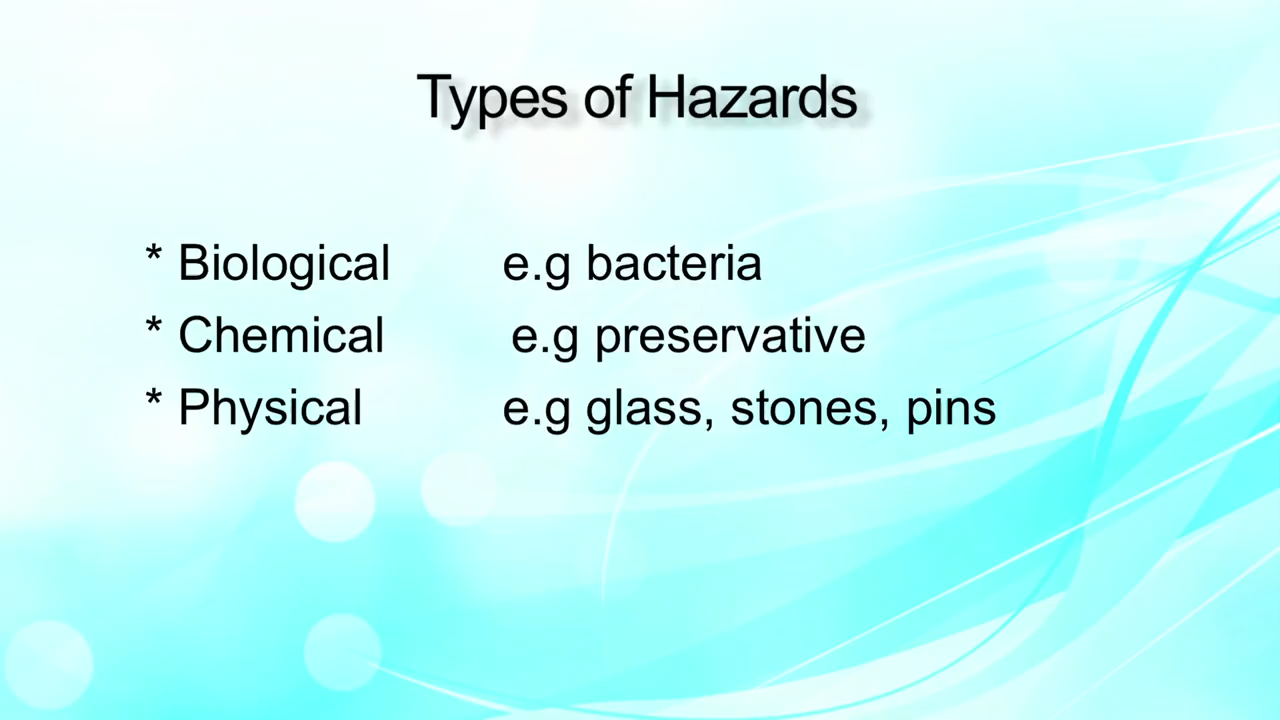 Types of Hazards
* Biological e.g bacteria
* Chemical e.g preservative
* Physical e.g glass, stones, pins